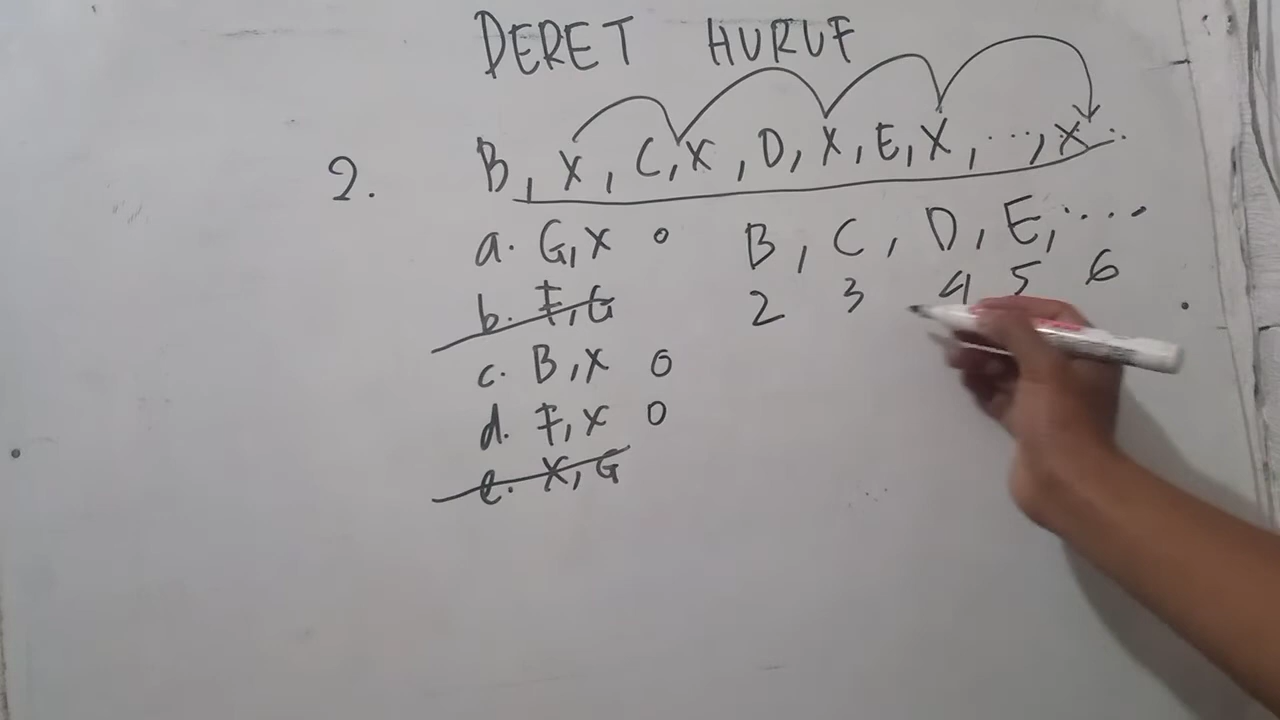 DERET HURUF
2. B, X, C, X, D, X, E, X, ..., X..
a. G, X o B, C, D, E, ....
b. F, G 2 3 4 5 6
c. B, X o
d. F, X o
e. X, G